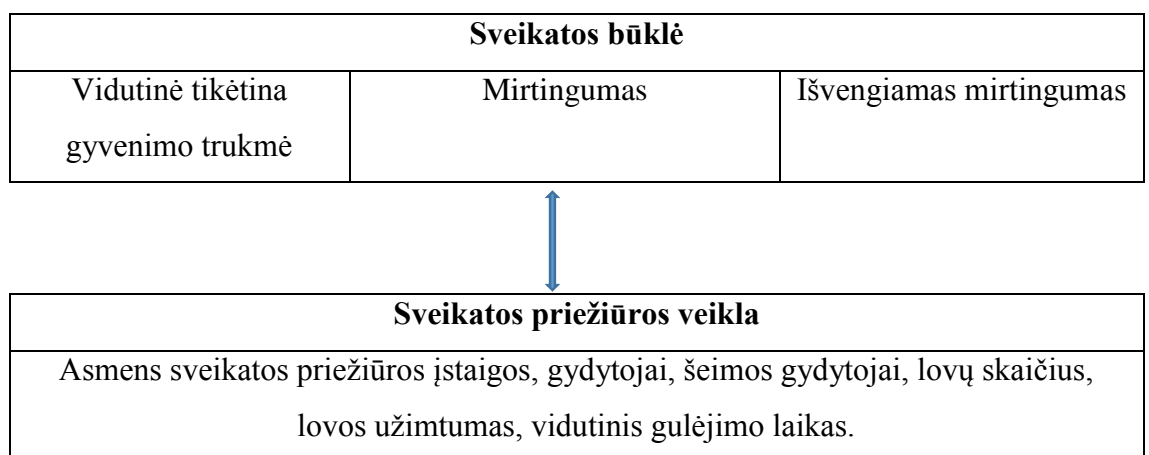 Sveikatos būklė
Vidutinė tikėtina
gyvenimo trukmė
Mirtingumas
Išvengiamas mirtingumas
Sveikatos priežiūros veikla
Asmens sveikatos priežiūros įstaigos, gydytojai, šeimos gydytojai, lovų skaičius,
lovos užimtumas, vidutinis gulėjimo laikas.